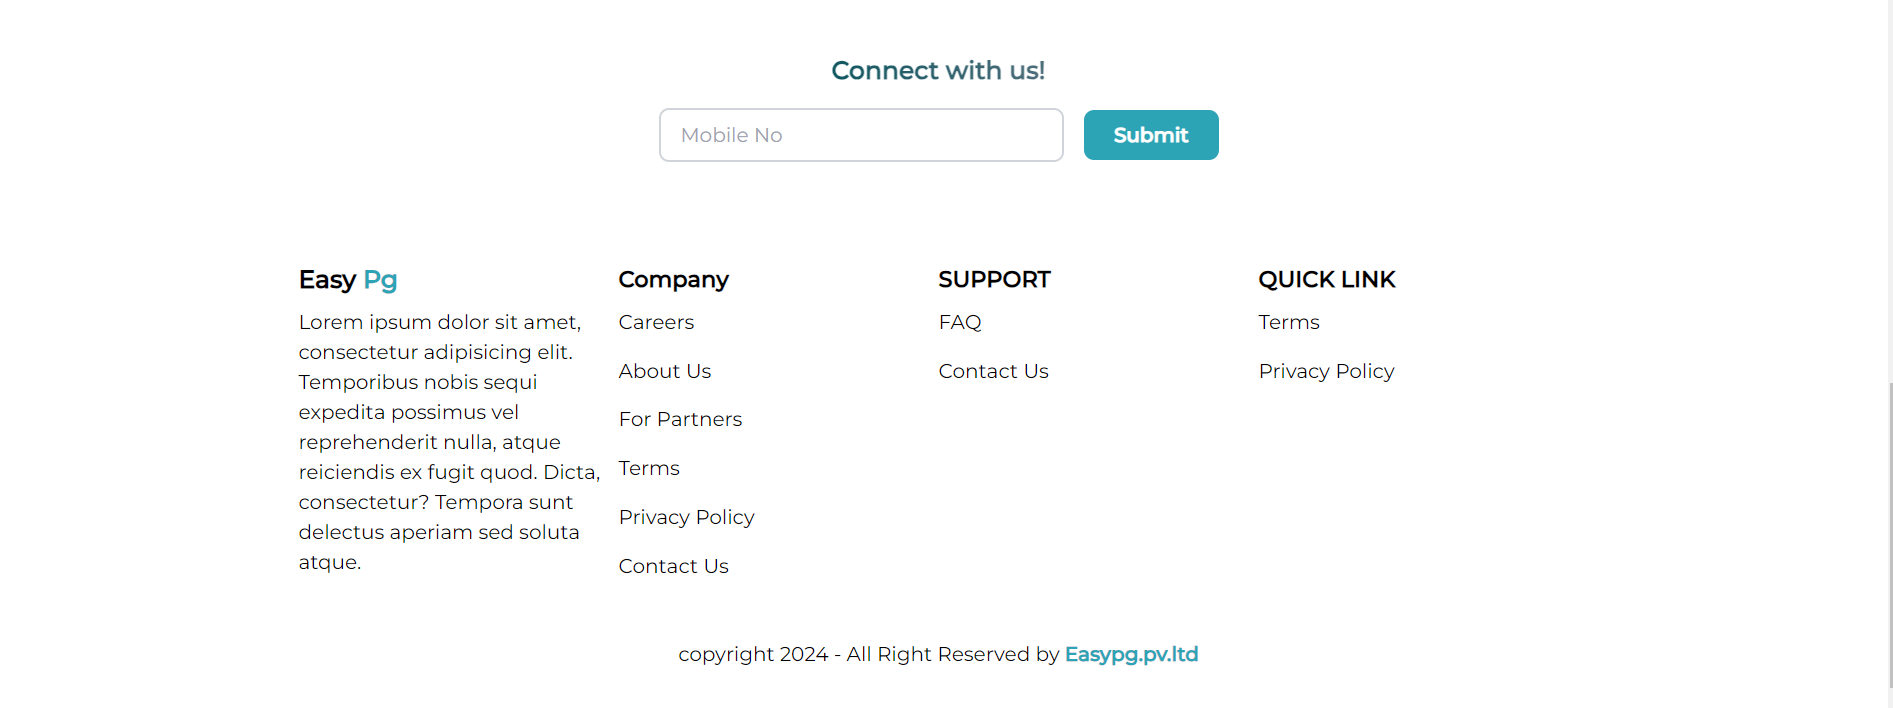 Connect with us!
Mobile No
Submit
Easy Pg
Lorem ipsum dolor sit amet,
consectetur adipisicing elit.
Temporibus nobis sequi
expedita possimus vel
reprehenderit nulla, atque
reiciendis ex fugit quod. Dicta,
consectetur? Tempora sunt
delectus aperiam sed soluta
atque.
Company
Careers
About Us
For Partners
Terms
Privacy Policy
Contact Us
SUPPORT
FAQ
Contact Us
QUICK LINK
Terms
Privacy Policy
copyright 2024 - All Right Reserved by Easypg.pv.ltd